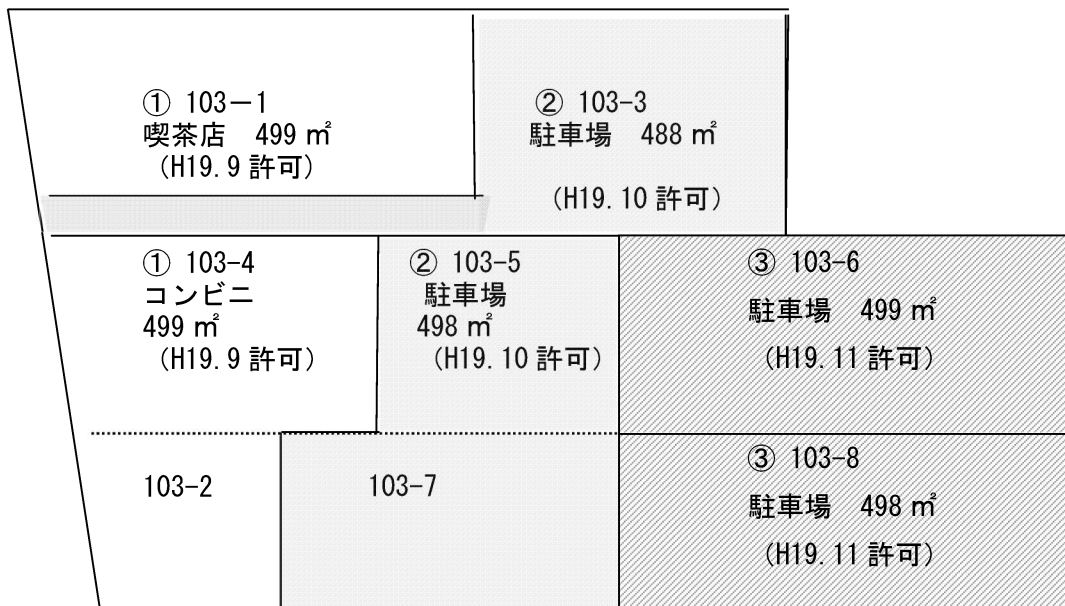 ① 103－1
喫茶店　499 ㎡
（H19.9 許可）
② 103-3
駐車場　488 ㎡
（H19.10 許可）
① 103-4
コンビニ
499 ㎡
（H19.9 許可）
② 103-5
駐車場
498 ㎡
（H19.10 許可）
③ 103-6
駐車場　499 ㎡
（H19.11 許可）
103-2
103-7
③ 103-8
駐車場　498 ㎡
（H19.11 許可）